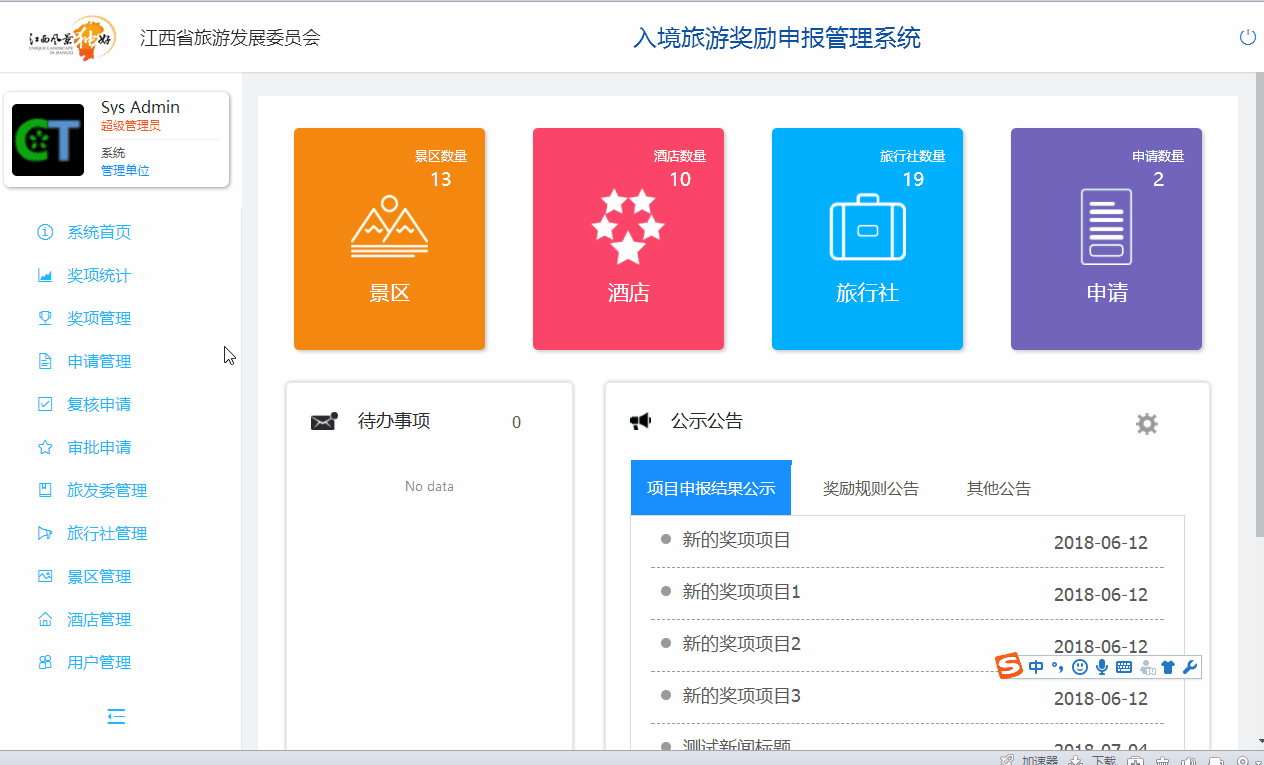 江西风景独好
UNIQUE LANDSCAPE
IN JIANGXI
江西省旅游发展委员会
入境旅游奖励申报管理系统
CT
Sys Admin
超级管理员
系统
管理单位
系统首页
奖项统计
奖项管理
申请管理
复核申请
审批申请
旅发委管理
旅行社管理
景区管理
酒店管理
用户管理
景区数量
13
景区
酒店数量
10
酒店
旅行社数量
19
旅行社
申请数量
2
申请
待办事项 0
No data
公示公告
项目申报结果公示 奖励规则公告 其他公告
新的奖项项目 2018-06-12
新的奖项项目1 2018-06-12
新的奖项项目2 2018-06-12
新的奖项项目3 2018-06-12
测试新闻标题 2018-07-04
S 中
加速器 下载